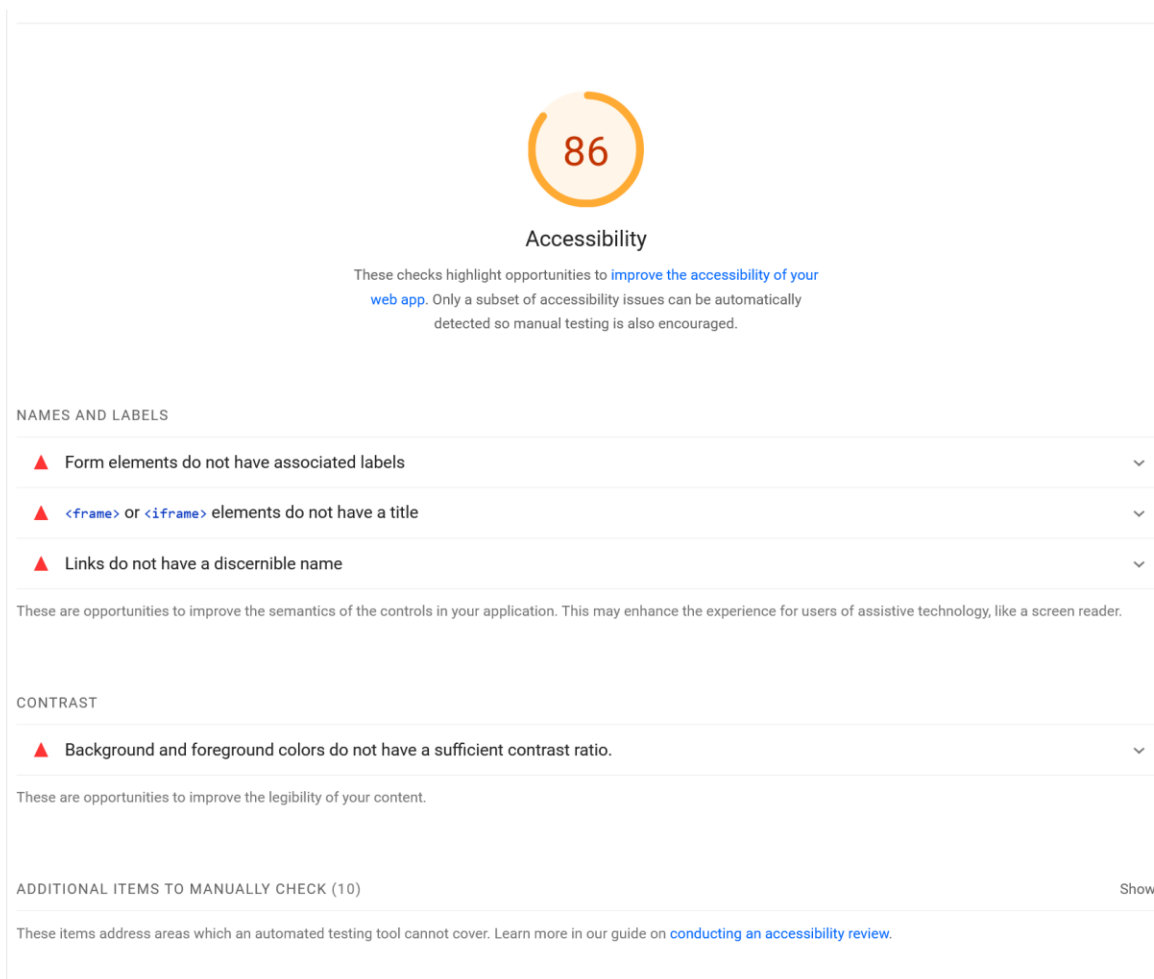 86
Accessibility
These checks highlight opportunities to improve the accessibility of your
web app. Only a subset of accessibility issues can be automatically
detected so manual testing is also encouraged.
NAMES AND LABELS
Form elements do not have associated labels
<frame> or <iframe> elements do not have a title
Links do not have a discernible name
These are opportunities to improve the semantics of the controls in your application. This may enhance the experience for users of assistive technology, like a screen reader.
CONTRAST
Background and foreground colors do not have a sufficient contrast ratio.
These are opportunities to improve the legibility of your content.
ADDITIONAL ITEMS TO MANUALLY CHECK (10) Show
These items address areas which an automated testing tool cannot cover. Learn more in our guide on conducting an accessibility review.